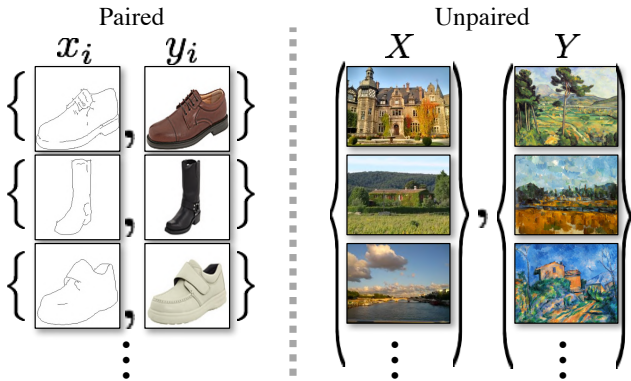 Paired
x_i y_i
{ , }
{ , }
{ , }
⋮
Unpaired
X Y
{ , }
⋮ ⋮